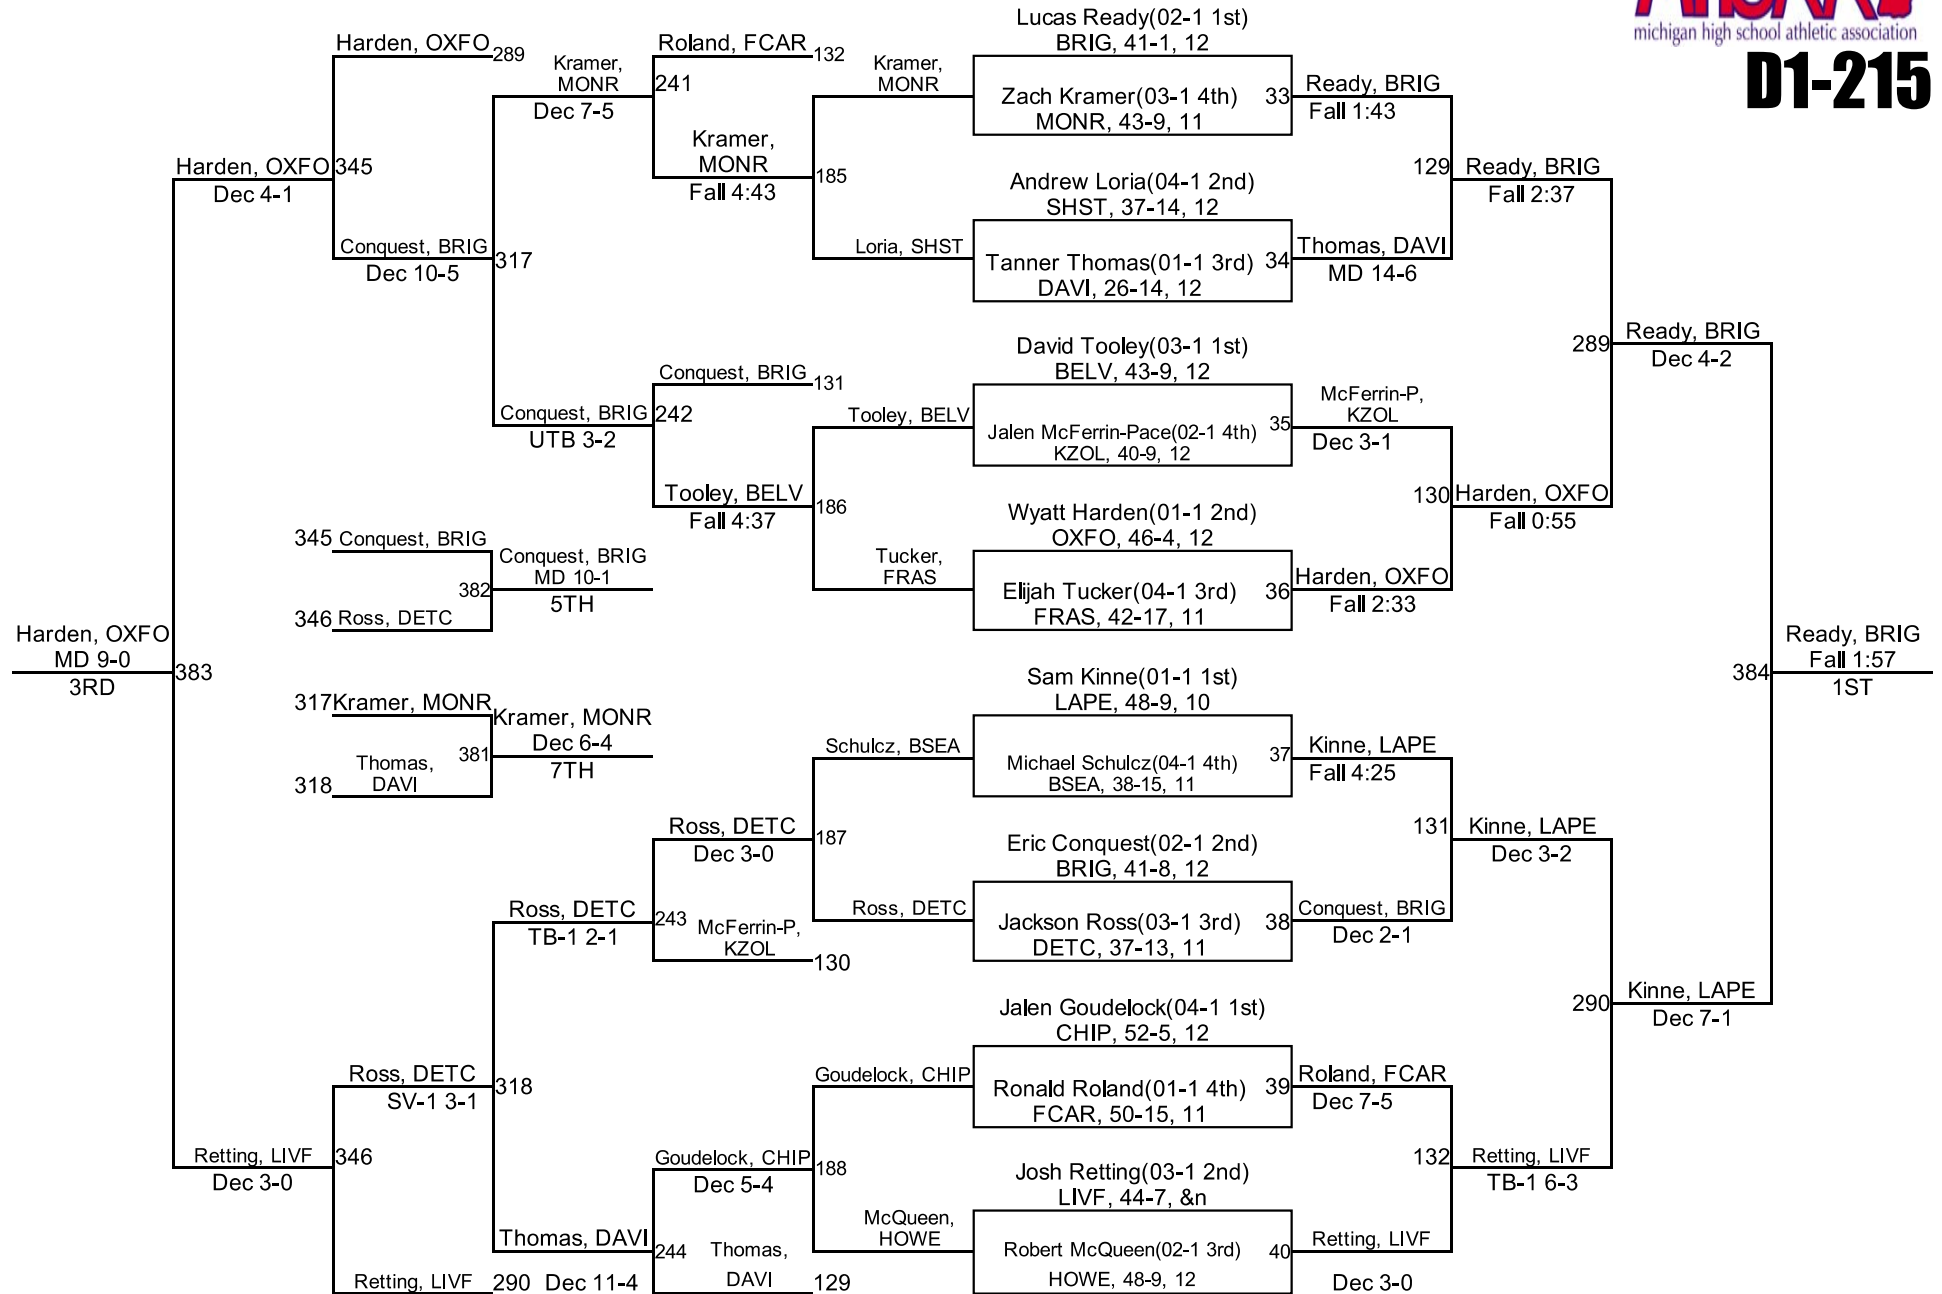 MHSAA
michigan high school athletic association
D1-215
Lucas Ready(02-1 1st)
BRIG, 41-1, 12
Zach Kramer(03-1 4th)
MONR, 43-9, 11
33
Andrew Loria(04-1 2nd)
SHST, 37-14, 12
Tanner Thomas(01-1 3rd)
DAVI, 26-14, 12
34
David Tooley(03-1 1st)
BELV, 43-9, 12
Jalen McFerrin-Pace(02-1 4th)
KZOL, 40-9, 12
35
Wyatt Harden(01-1 2nd)
OXFO, 46-4, 12
Elijah Tucker(04-1 3rd)
FRAS, 42-17, 11
36
Sam Kinne(01-1 1st)
LAPE, 48-9, 10
Michael Schulcz(04-1 4th)
BSEA, 38-15, 11
37
Eric Conquest(02-1 2nd)
BRIG, 41-8, 12
Jackson Ross(03-1 3rd)
DETC, 37-13, 11
38
Jalen Goudelock(04-1 1st)
CHIP, 52-5, 12
Ronald Roland(01-1 4th)
FCAR, 50-15, 11
39
Josh Retting(03-1 2nd)
LIVF, 44-7, &n
Robert McQueen(02-1 3rd)
HOWE, 48-9, 12
40
Ready, BRIG
Fall 1:43
129
Thomas, DAVI
MD 14-6
McFerrin-P,
KZOL
Dec 3-1
130
Harden, OXFO
Fall 2:33
Kinne, LAPE
Fall 4:25
131
Conquest, BRIG
Dec 2-1
Roland, FCAR
Dec 7-5
132
Retting, LIVF
Dec 3-0
Ready, BRIG
Fall 2:37
289
Harden, OXFO
Fall 0:55
Kinne, LAPE
Dec 3-2
290
Retting, LIVF
TB-1 6-3
Ready, BRIG
Dec 4-2
384
Kinne, LAPE
Dec 7-1
Ready, BRIG
Fall 1:57
1ST
Kramer,
MONR
185
Loria, SHST
Tooley, BELV
186
Tucker,
FRAS
Schulcz, BSEA
187
Ross, DETC
Goudelock, CHIP
188
McQueen,
HOWE
Roland, FCAR
132
241
Kramer,
MONR
Fall 4:43
Conquest, BRIG
131
242
Tooley, BELV
Fall 4:37
Ross, DETC
Dec 3-0
243
McFerrin-P,
KZOL
130
Goudelock, CHIP
Dec 5-4
244
Thomas,
DAVI
129
Kramer,
MONR
Dec 7-5
317
Conquest, BRIG
UTB 3-2
Ross, DETC
TB-1 2-1
318
Thomas, DAVI
Dec 11-4
Harden, OXFO
289
345
Conquest, BRIG
Dec 10-5
Ross, DETC
SV-1 3-1
346
Retting, LIVF
290
Harden, OXFO
Dec 4-1
383
Retting, LIVF
Dec 3-0
Harden, OXFO
MD 9-0
3RD
345
Conquest, BRIG
382
346
Ross, DETC
Conquest, BRIG
MD 10-1
5TH
317
Kramer, MONR
381
318
Thomas,
DAVI
Kramer, MONR
Dec 6-4
7TH